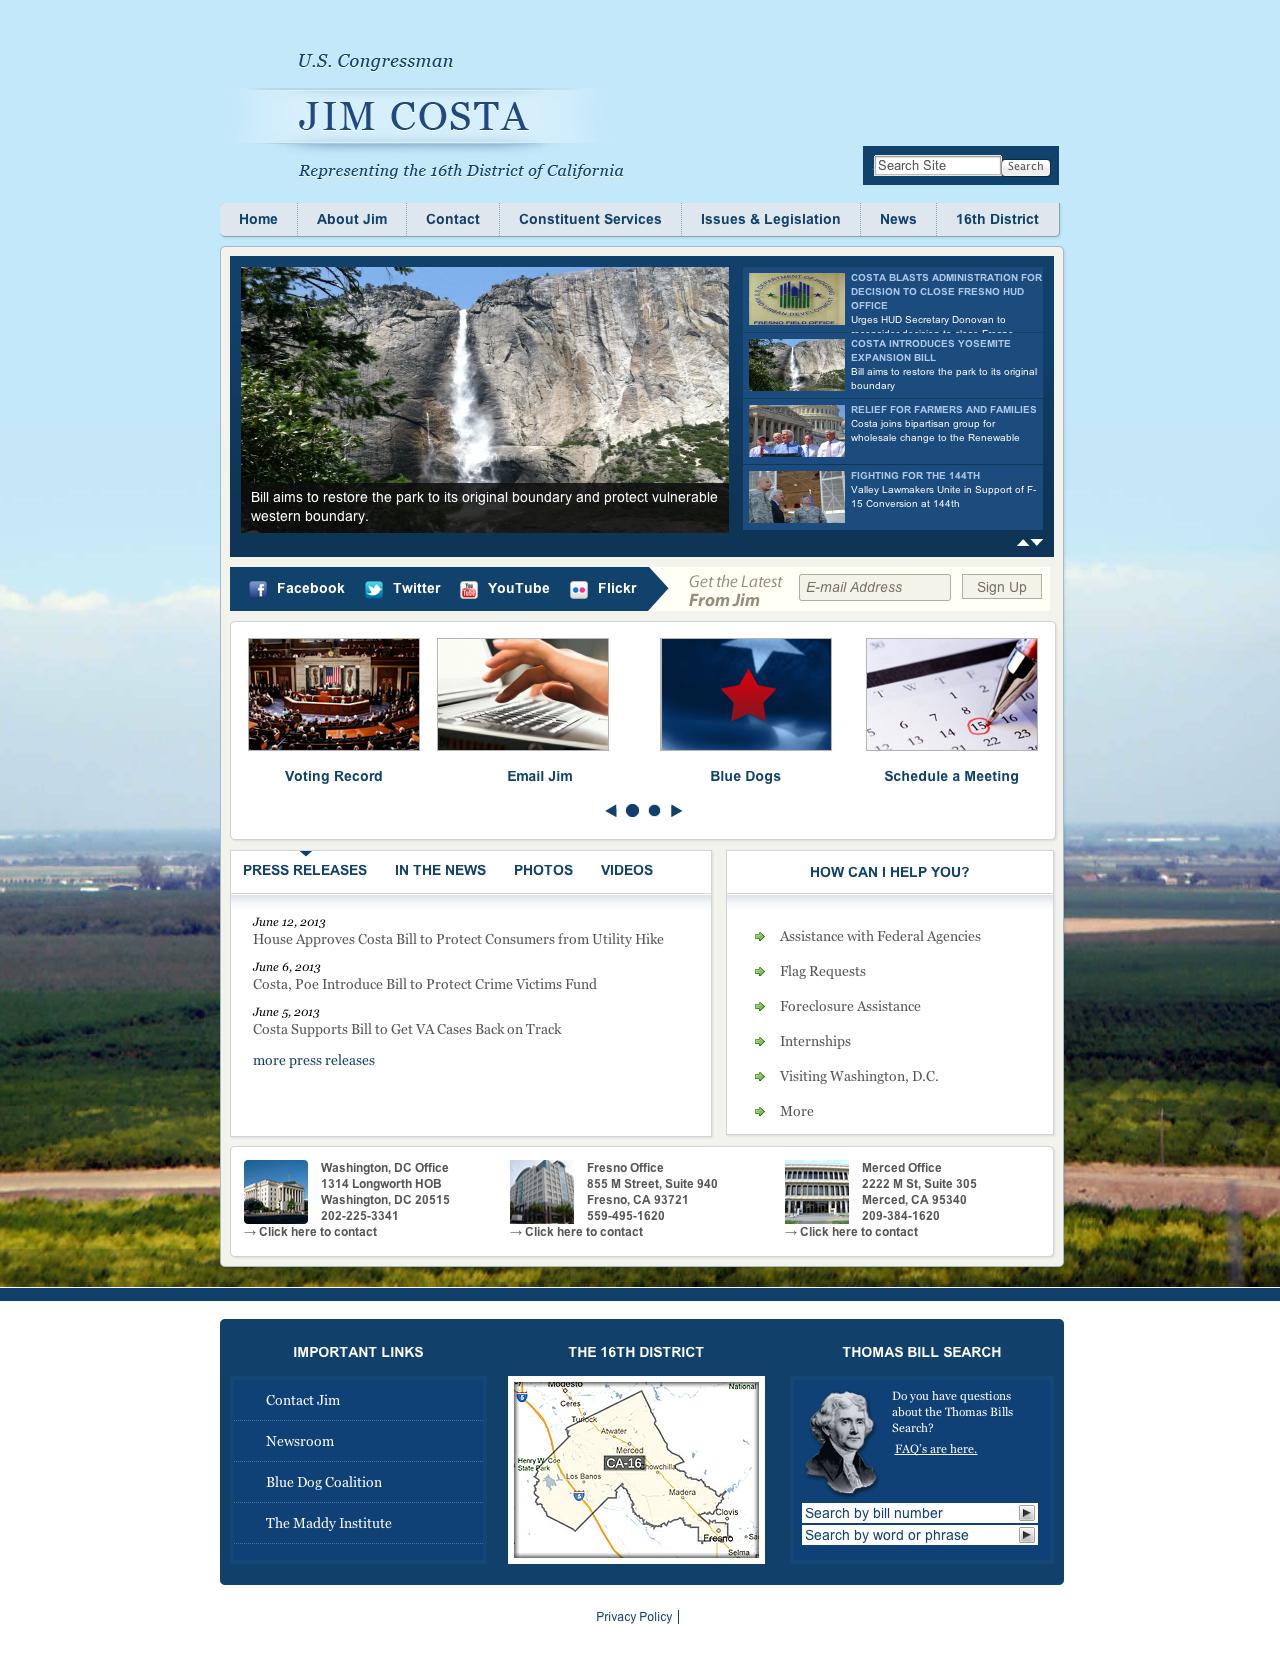 U.S. Congressman
JIM COSTA
Representing the 16th District of California
Search Site
Search
Home
About Jim
Contact
Constituent Services
Issues & Legislation
News
16th District
Bill aims to restore the park to its original boundary and protect vulnerable
western boundary.
COSTA BLASTS ADMINISTRATION FOR
DECISION TO CLOSE FRESNO HUD
OFFICE
Urges HUD Secretary Donovan to
COSTA INTRODUCES YOSEMITE
EXPANSION BILL
Bill aims to restore the park to its original
boundary
RELIEF FOR FARMERS AND FAMILIES
Costa joins bipartisan group for
wholesale change to the Renewable
FIGHTING FOR THE 144TH
Valley Lawmakers Unite in Support of F-
15 Conversion at 144th
FRESNO FIELD OFFICE
Facebook
Twitter
YouTube
Flickr
Get the Latest
From Jim
E-mail Address
Sign Up
Voting Record
Email Jim
Blue Dogs
Schedule a Meeting
PRESS RELEASES
IN THE NEWS
PHOTOS
VIDEOS
June 12, 2013
House Approves Costa Bill to Protect Consumers from Utility Hike
June 6, 2013
Costa, Poe Introduce Bill to Protect Crime Victims Fund
June 5, 2013
Costa Supports Bill to Get VA Cases Back on Track
more press releases
HOW CAN I HELP YOU?
Assistance with Federal Agencies
Flag Requests
Foreclosure Assistance
Internships
Visiting Washington, D.C.
More
Washington, DC Office
1314 Longworth HOB
Washington, DC 20515
202-225-3341
→ Click here to contact
Fresno Office
855 M Street, Suite 940
Fresno, CA 93721
559-495-1620
→ Click here to contact
Merced Office
2222 M St, Suite 305
Merced, CA 95340
209-384-1620
→ Click here to contact
IMPORTANT LINKS
Contact Jim
Newsroom
Blue Dog Coalition
The Maddy Institute
THE 16TH DISTRICT
Modesto
National
Ceres
Turlock
Atwater
Merced
CA-16
howchilla
Henry W. Coe
State Park
Los Banos
Madera
Clovis
Fresno
Selma
THOMAS BILL SEARCH
Do you have questions
about the Thomas Bills
Search?
FAQ's are here.
Search by bill number
Search by word or phrase
Privacy Policy |